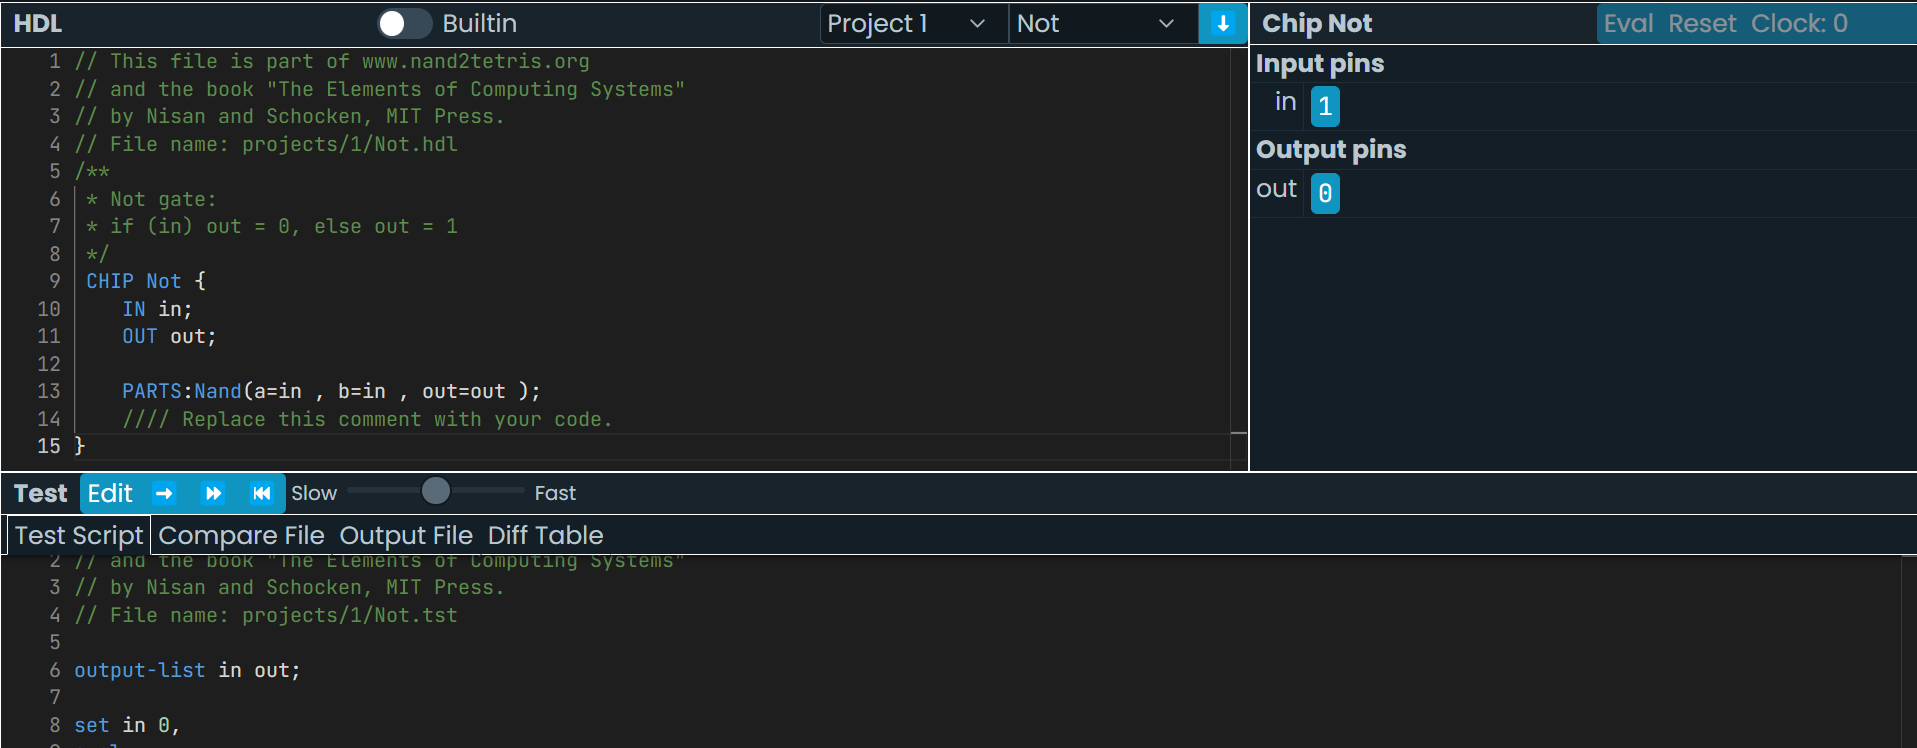 HDL Builtin Project 1 Not
1 // This file is part of www.nand2tetris.org
2 // and the book "The Elements of Computing Systems"
3 // by Nisan and Schocken, MIT Press.
4 // File name: projects/1/Not.hdl
5 /**
6 * Not gate:
7 * if (in) out = 0, else out = 1
8 */
9 CHIP Not {
10 IN in;
11 OUT out;
12
13 PARTS:Nand(a=in , b=in , out=out );
14 //// Replace this comment with your code.
15 }
Chip Not Eval Reset Clock: 0
Input pins
in 1
Output pins
out 0
Test Edit Slow Fast
Test Script Compare File Output File Diff Table
2 // and the book "The Elements of Computing Systems"
3 // by Nisan and Schocken, MIT Press.
4 // File name: projects/1/Not.tst
5
6 output-list in out;
7
8 set in 0,